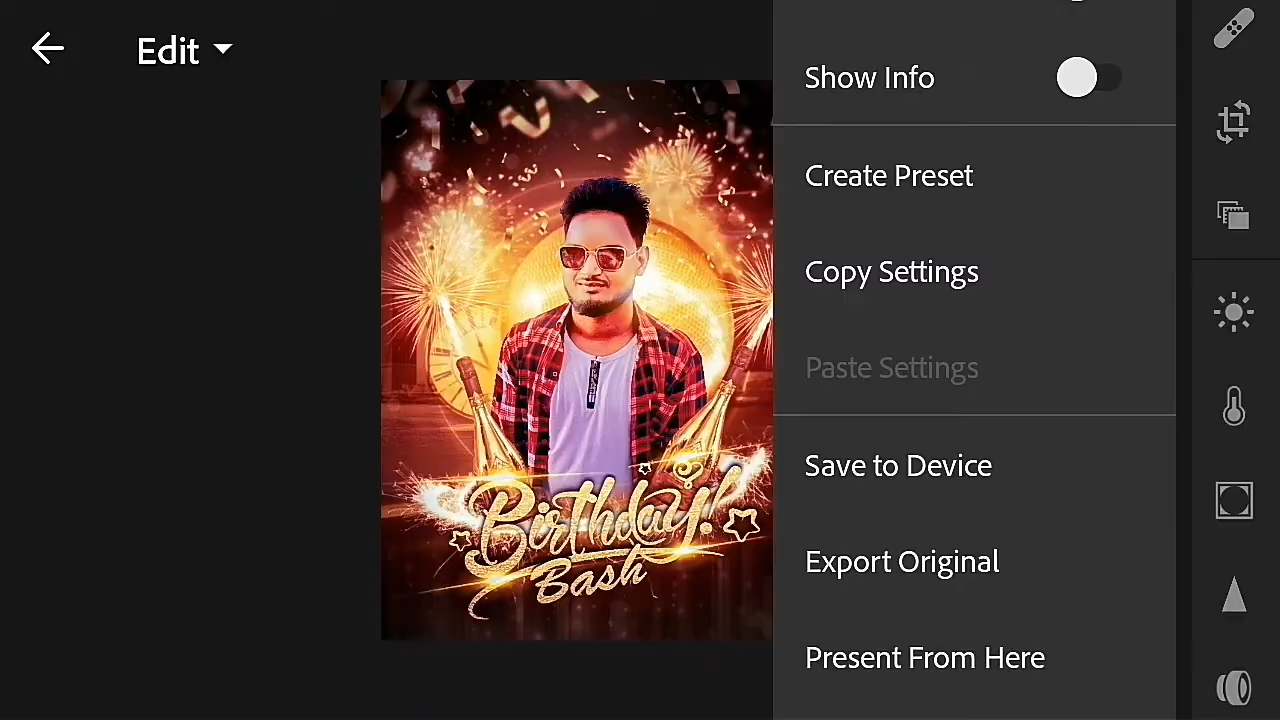 Edit
Show Info
Create Preset
Copy Settings
Paste Settings
Save to Device
Export Original
Present From Here
Birthday!
Bash